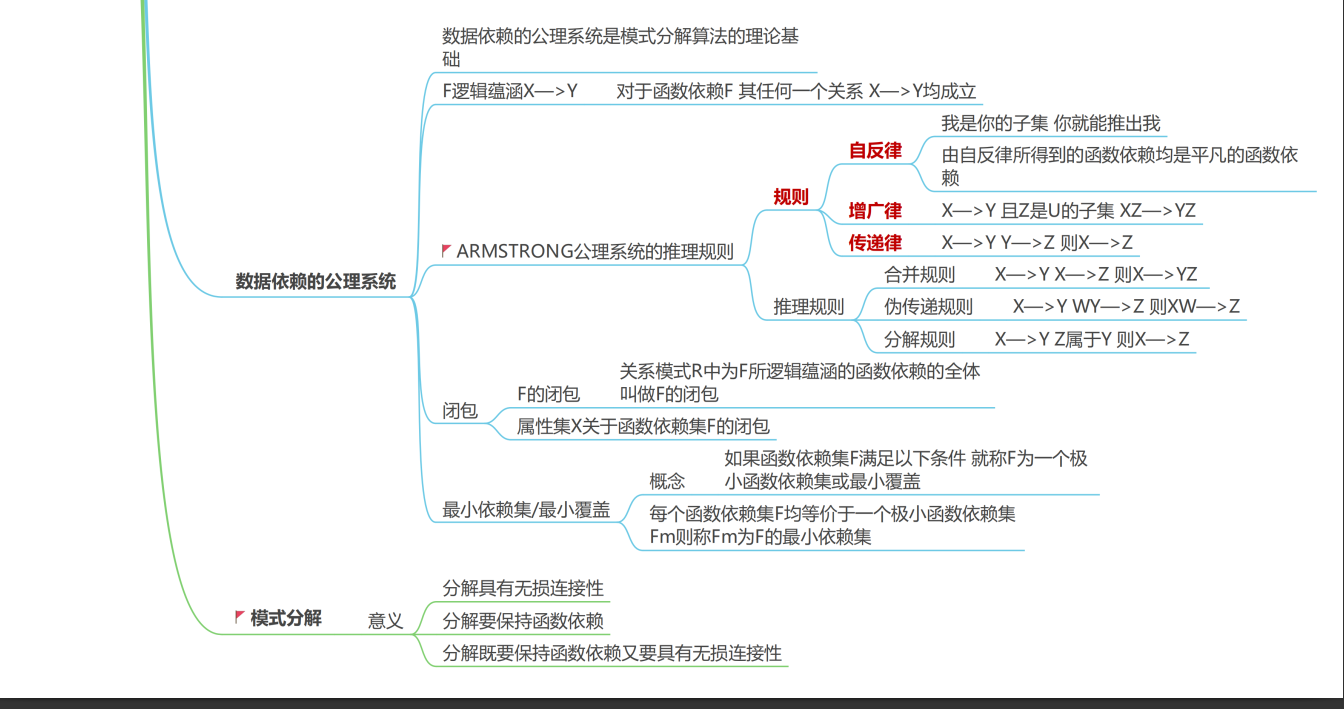 数据依赖的公理系统是模式分解算法的理论基
础
F逻辑蕴涵X—>Y 对于函数依赖F 其任何一个关系 X—>Y均成立
我是你的子集 你就能推出我
自反律
由自反律所得到的函数依赖均是平凡的函数依
赖
规则
增广律 X—>Y 且Z是U的子集 XZ—>YZ
传递律 X—>Y Y—>Z 则X—>Z
ARMSTRONG公理系统的推理规则
合并规则 X—>Y X—>Z 则X—>YZ
数据依赖的公理系统
推理规则 伪传递规则 X—>Y WY—>Z 则XW—>Z
分解规则 X—>Y Z属于Y 则X—>Z
关系模式R中为F所逻辑蕴涵的函数依赖的全体
F的闭包 叫做F的闭包
闭包
属性集X关于函数依赖集F的闭包
如果函数依赖集F满足以下条件 就称F为一个极
概念 小函数依赖集或最小覆盖
最小依赖集/最小覆盖
每个函数依赖集F均等价于一个极小函数依赖集
Fm则称Fm为F的最小依赖集
分解具有无损连接性
模式分解 意义 分解要保持函数依赖
分解既要保持函数依赖又要具有无损连接性